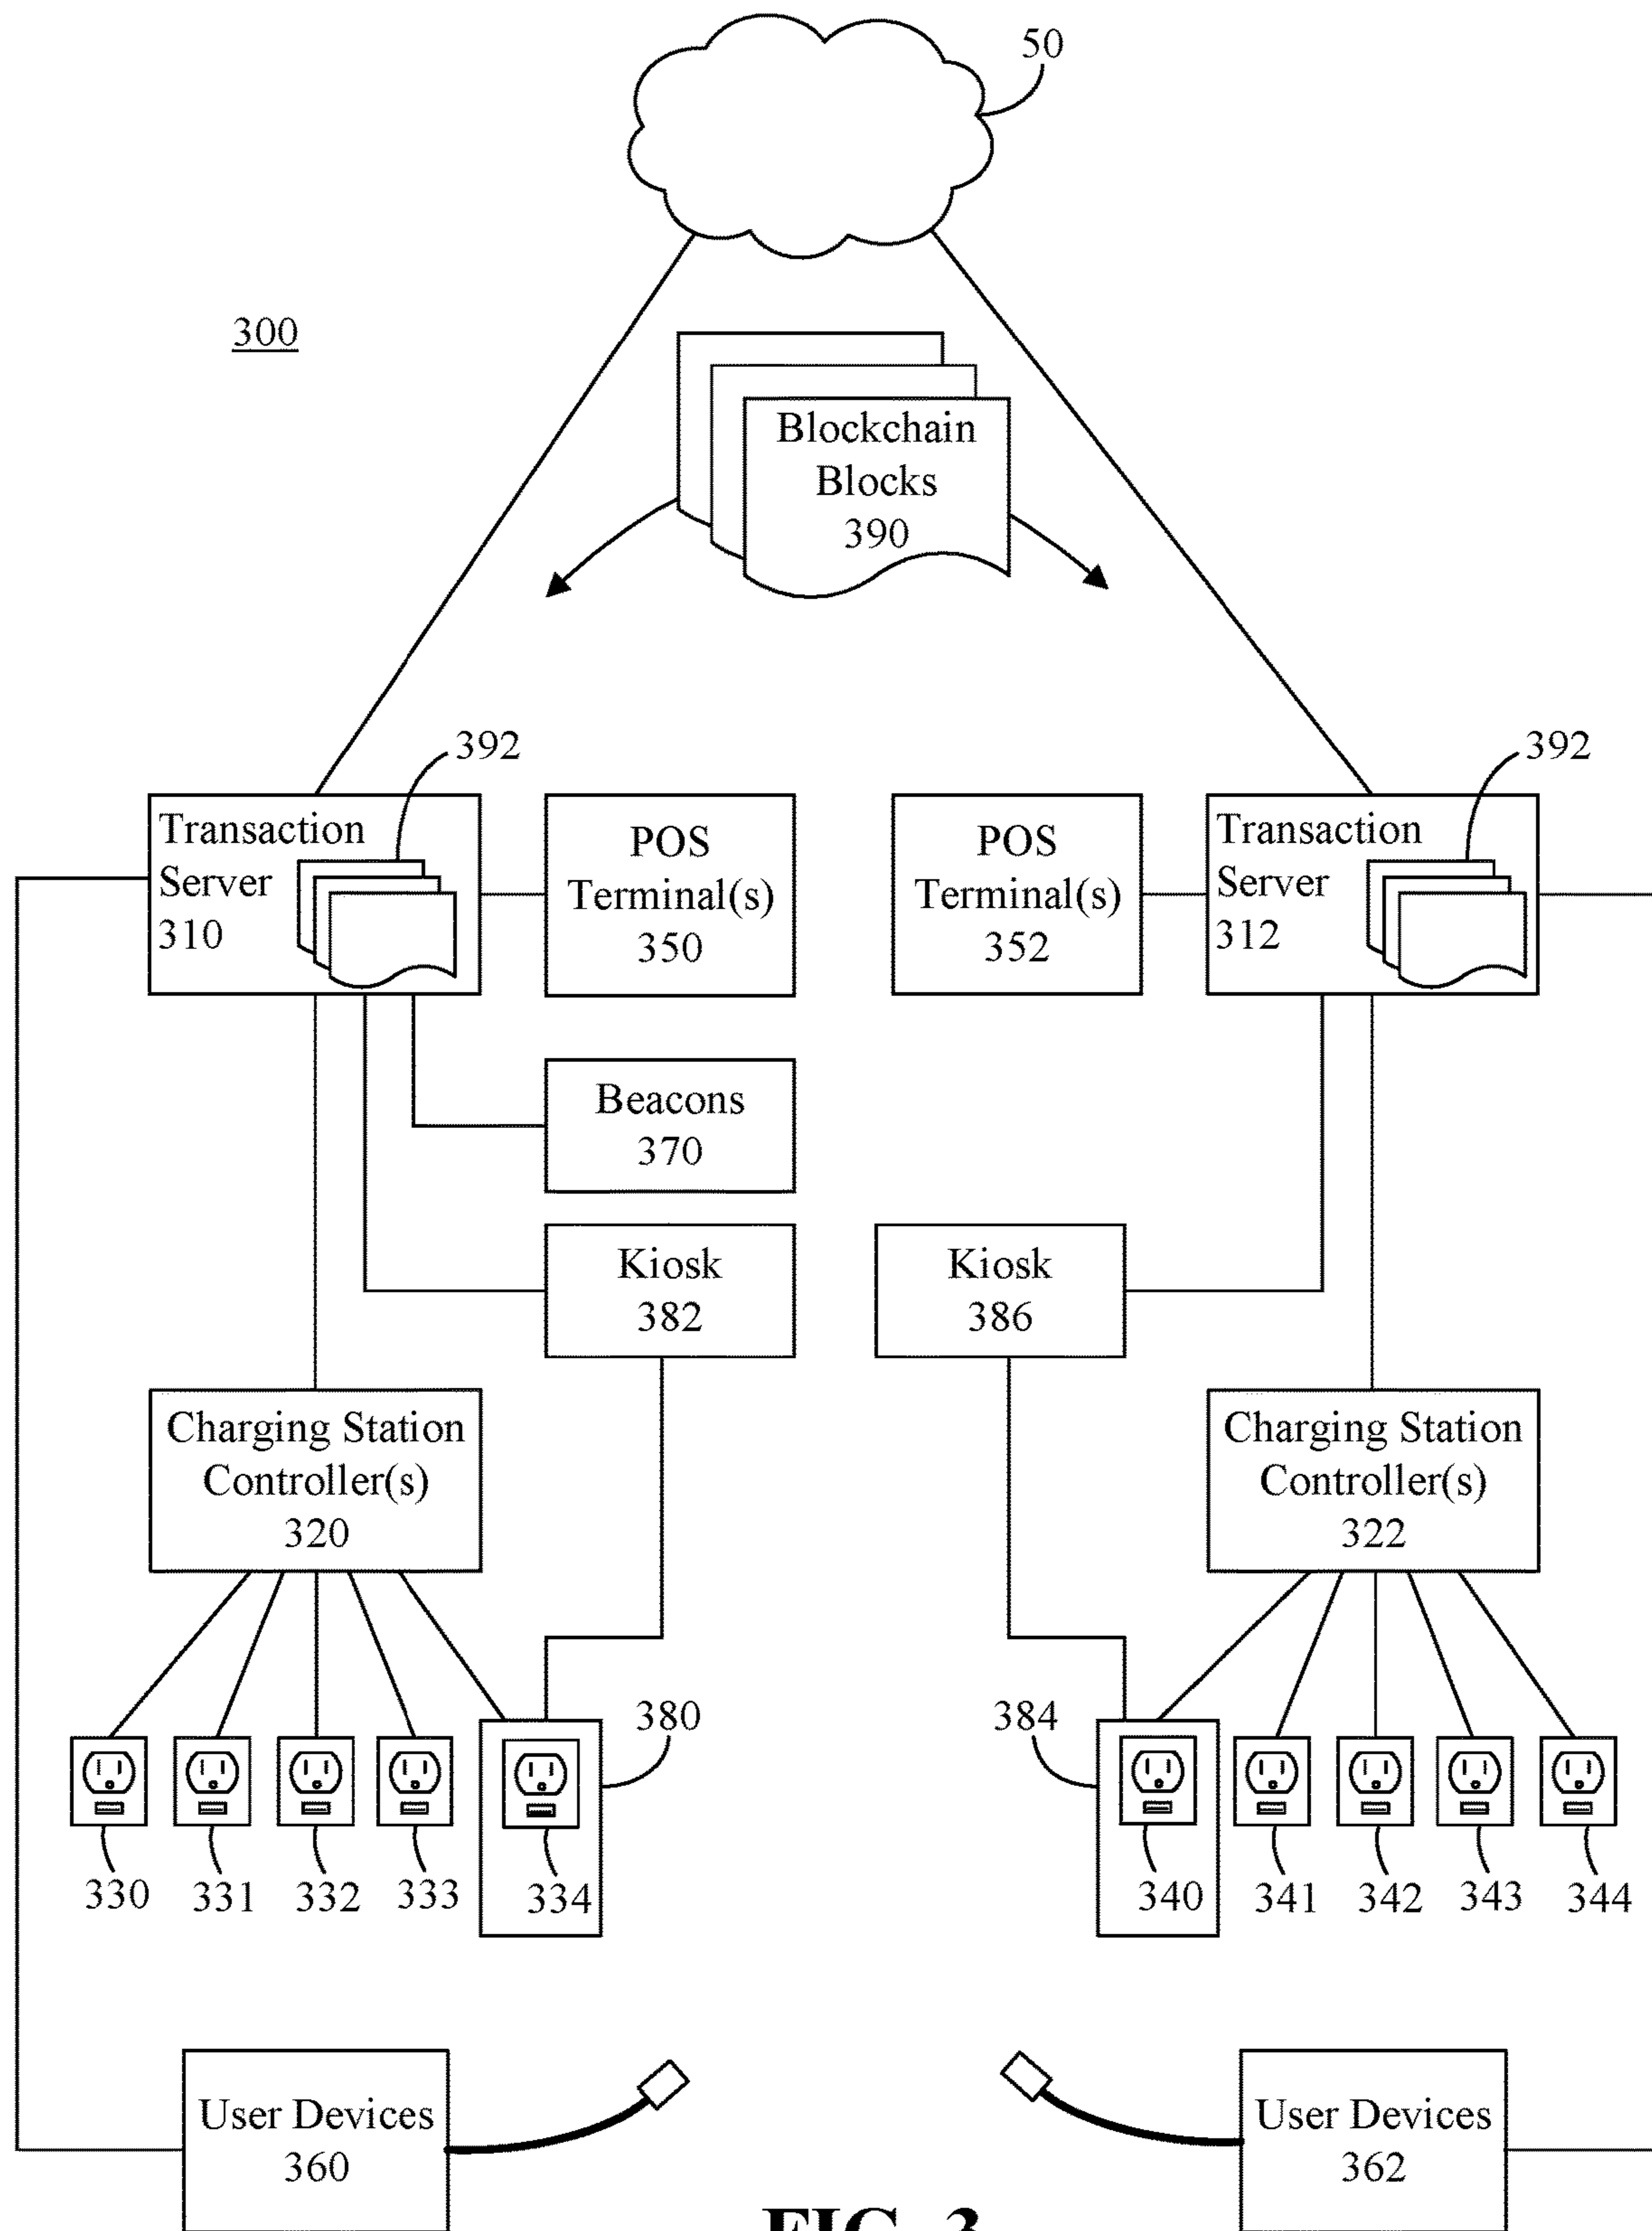 50
300
Blockchain
Blocks
390
392
392
Transaction
Server
310
POS
Terminal(s)
350
POS
Terminal(s)
352
Transaction
Server
312
Beacons
370
Kiosk
382
Kiosk
386
Charging Station
Controller(s)
320
Charging Station
Controller(s)
322
380
384
330
331
332
333
334
340
341
342
343
344
User Devices
360
User Devices
362
FIG. 3